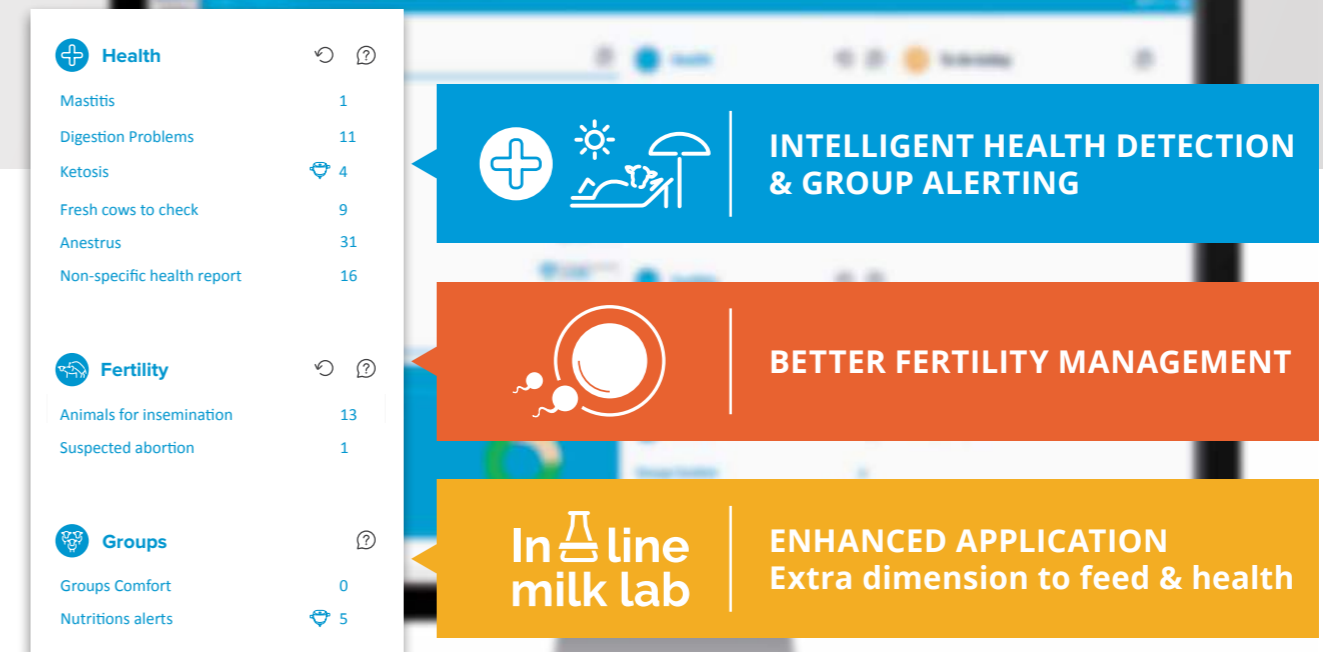 Health
Mastitis 1
Digestion Problems 11
Ketosis 4
Fresh cows to check 9
Anestrus 31
Non-specific health report 16
Fertility
Animals for insemination 13
Suspected abortion 1
Groups
Groups Comfort 0
Nutritions alerts 5
INTELLIGENT HEALTH DETECTION
& GROUP ALERTING
BETTER FERTILITY MANAGEMENT
In line
milk lab
ENHANCED APPLICATION
Extra dimension to feed & health